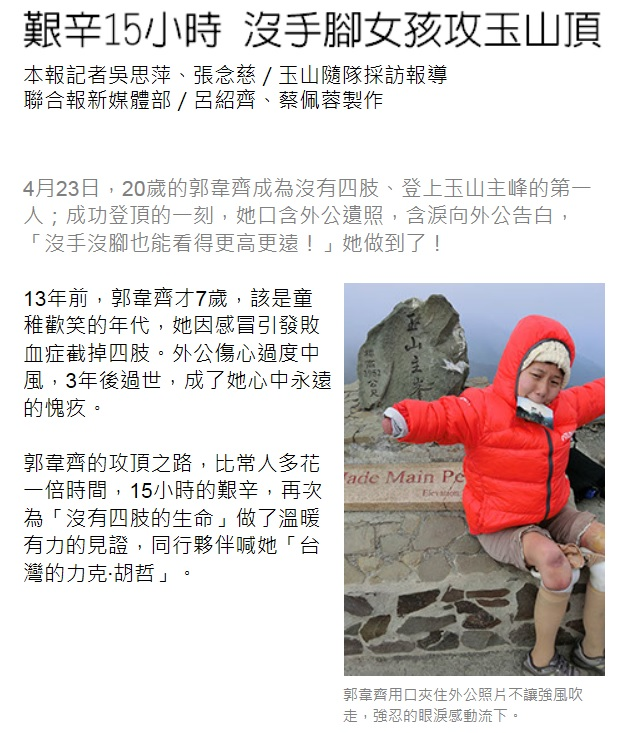 艱辛15小時 沒手腳女孩攻玉山頂
本報記者吳思萍、張念慈／玉山隨隊採訪報導
聯合報新媒體部／呂紹齊、蔡佩蓉製作
4月23日，20歲的郭韋齊成為沒有四肢、登上玉山主峰的第一
人；成功登頂的一刻，她口含外公遺照，含淚向外公告白，
「沒手沒腳也能看得更高更遠！」她做到了！
13年前，郭韋齊才7歲，該是童
稚歡笑的年代，她因感冒引發敗
血症截掉四肢。外公傷心過度中
風，3年後過世，成了她心中永遠
的愧疚。
郭韋齊的攻頂之路，比常人多花
一倍時間，15小時的艱辛，再次
為「沒有四肢的生命」做了溫暖
有力的見證，同行夥伴喊她「台
灣的力克‧胡哲」。
玉山主峯
標高3952公尺
Jade Main Pe
Elevation
郭韋齊用口夾住外公照片不讓強風吹
走，強忍的眼淚感動流下。